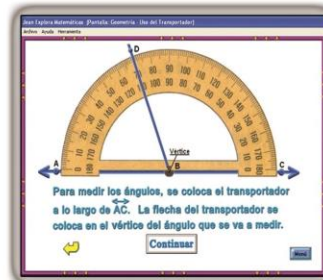 Juan Explora Matemáticas [Pantalla: Geometría - Uso del Transportador]
Archivo Ayuda Herramienta
D
Vértice
A B C
Para medir los ángulos, se coloca el transportador
a lo largo de AC. La flecha del transportador se
coloca en el vértice del ángulo que se va a medir.
Continuar
Menú